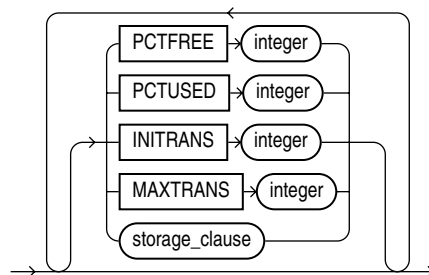 PCTFREE integer
PCTUSED integer
INITRANS integer
MAXTRANS integer
storage_clause